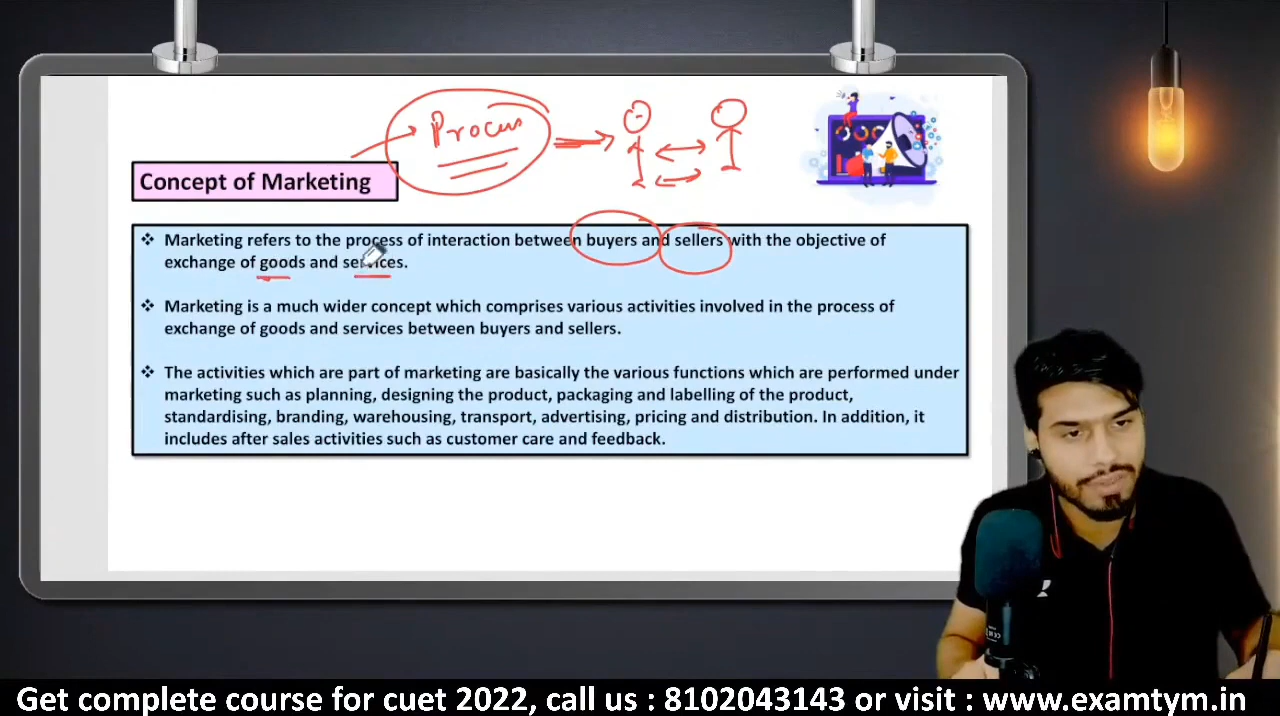 Process
Concept of Marketing
❖ Marketing refers to the process of interaction between buyers and sellers with the objective of
exchange of goods and services.
❖ Marketing is a much wider concept which comprises various activities involved in the process of
exchange of goods and services between buyers and sellers.
❖ The activities which are part of marketing are basically the various functions which are performed under
marketing such as planning, designing the product, packaging and labelling of the product,
standardising, branding, warehousing, transport, advertising, pricing and distribution. In addition, it
includes after sales activities such as customer care and feedback.
Get complete course for cuet 2022, call us : 8102043143 or visit : www.examtym.in